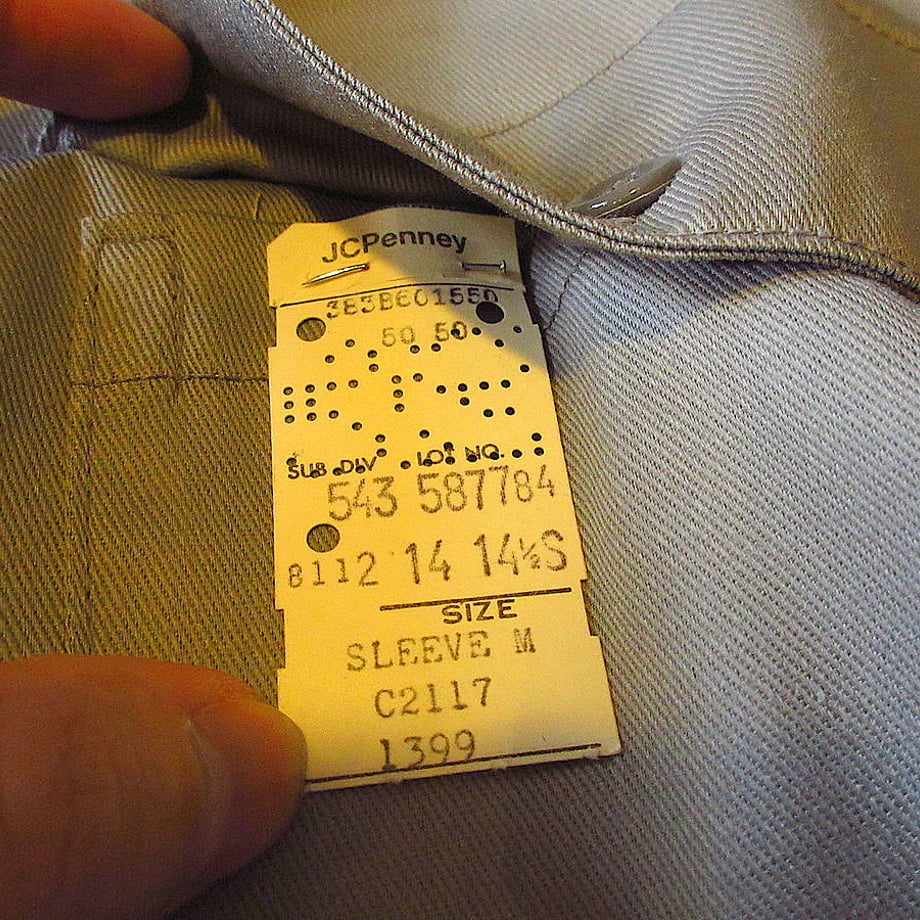 JCPenney
383B601550
50 50
SUB DIV LOT NO.
543 587784
8112 14 14½S
SIZE
SLEEVE M
C2117
1399